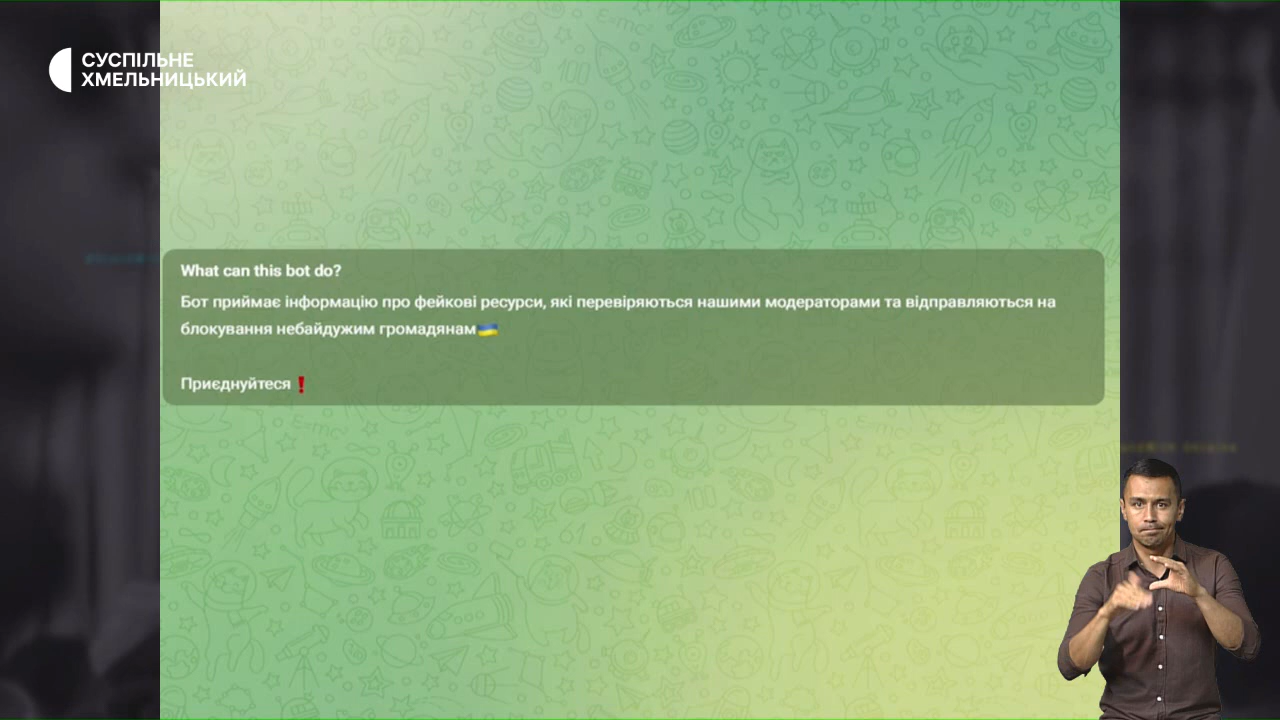 СУСПІЛЬНЕ
ХМЕЛЬНИЦЬКИЙ
What can this bot do?
Бот приймає інформацію про фейкові ресурси, які перевіряються нашими модераторами та відправляються на
блокування небайдужим громадянам🇺🇦
Приєднуйтеся❗